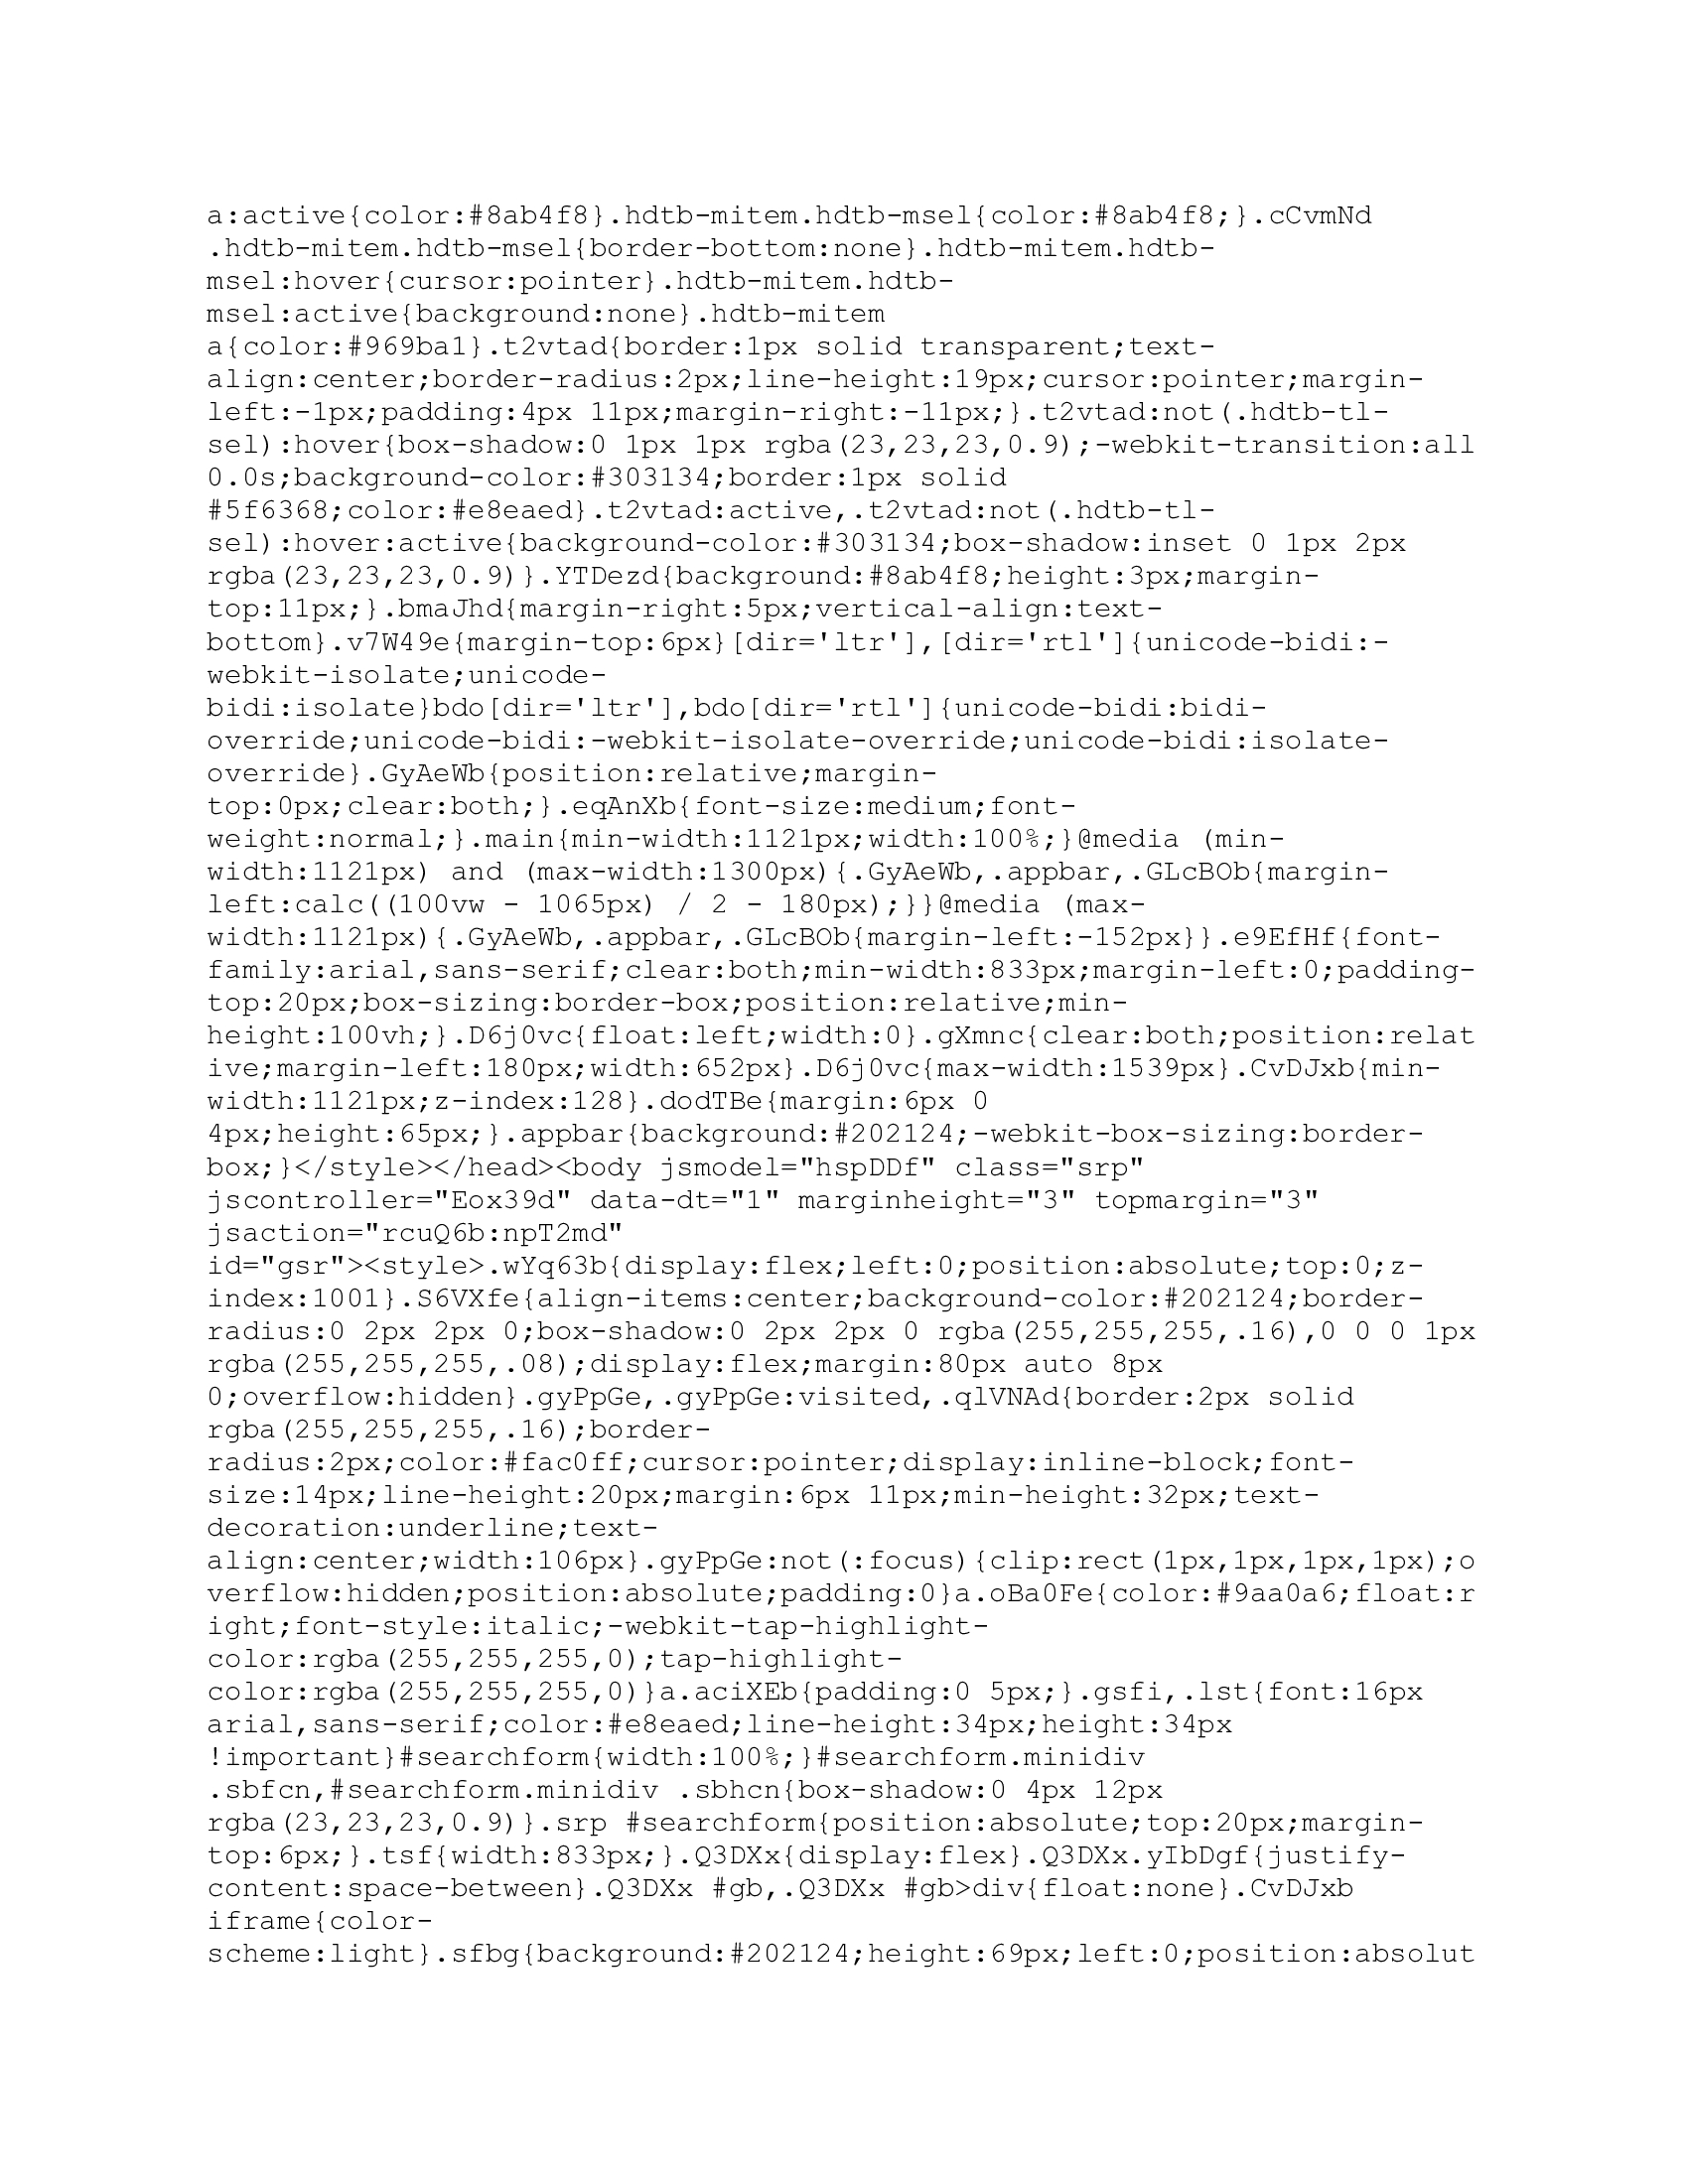 a:active{color:#8ab4f8}.hdtb-mitem.hdtb-msel{color:#8ab4f8;}.cCvmNd
.hdtb-mitem.hdtb-msel{border-bottom:none}.hdtb-mitem.hdtb-
msel:hover{cursor:pointer}.hdtb-mitem.hdtb-
msel:active{background:none}.hdtb-mitem
a{color:#969ba1}.t2vtad{border:1px solid transparent;text-
align:center;border-radius:2px;line-height:19px;cursor:pointer;margin-
left:-1px;padding:4px 11px;margin-right:-11px;}.t2vtad:not(.hdtb-tl-
sel):hover{box-shadow:0 1px 1px rgba(23,23,23,0.9);-webkit-transition:all
0.0s;background-color:#303134;border:1px solid
#5f6368;color:#e8eaed}.t2vtad:active,.t2vtad:not(.hdtb-tl-
sel):hover:active{background-color:#303134;box-shadow:inset 0 1px 2px
rgba(23,23,23,0.9)}.YTDezd{background:#8ab4f8;height:3px;margin-
top:11px;}.bmaJhd{margin-right:5px;vertical-align:text-
bottom}.v7W49e{margin-top:6px}[dir='ltr'],[dir='rtl']{unicode-bidi:-
webkit-isolate;unicode-
bidi:isolate}bdo[dir='ltr'],bdo[dir='rtl']{unicode-bidi:bidi-
override;unicode-bidi:-webkit-isolate-override;unicode-bidi:isolate-
override}.GyAeWb{position:relative;margin-
top:0px;clear:both;}.eqAnXb{font-size:medium;font-
weight:normal;}.main{min-width:1121px;width:100%;}@media (min-
width:1121px) and (max-width:1300px){.GyAeWb,.appbar,.GLcBOb{margin-
left:calc((100vw - 1065px) / 2 - 180px);}}@media (max-
width:1121px){.GyAeWb,.appbar,.GLcBOb{margin-left:-152px}}.e9EfHf{font-
family:arial,sans-serif;clear:both;min-width:833px;margin-left:0;padding-
top:20px;box-sizing:border-box;position:relative;min-
height:100vh;}.D6j0vc{float:left;width:0}.gXmnc{clear:both;position:relat
ive;margin-left:180px;width:652px}.D6j0vc{max-width:1539px}.CvDJxb{min-
width:1121px;z-index:128}.dodTBe{margin:6px 0
4px;height:65px;}.appbar{background:#202124;-webkit-box-sizing:border-
box;}</style></head><body jsmodel="hspDDf" class="srp"
jscontroller="Eox39d" data-dt="1" marginheight="3" topmargin="3"
jsaction="rcuQ6b:npT2md"
id="gsr"><style>.wYq63b{display:flex;left:0;position:absolute;top:0;z-
index:1001}.S6VXfe{align-items:center;background-color:#202124;border-
radius:0 2px 2px 0;box-shadow:0 2px 2px 0 rgba(255,255,255,.16),0 0 0 1px
rgba(255,255,255,.08);display:flex;margin:80px auto 8px
0;overflow:hidden}.gyPpGe,.gyPpGe:visited,.qlVNAd{border:2px solid
rgba(255,255,255,.16);border-
radius:2px;color:#fac0ff;cursor:pointer;display:inline-block;font-
size:14px;line-height:20px;margin:6px 11px;min-height:32px;text-
decoration:underline;text-
align:center;width:106px}.gyPpGe:not(:focus){clip:rect(1px,1px,1px,1px);o
verflow:hidden;position:absolute;padding:0}a.oBa0Fe{color:#9aa0a6;float:r
ight;font-style:italic;-webkit-tap-highlight-
color:rgba(255,255,255,0);tap-highlight-
color:rgba(255,255,255,0)}a.aciXEb{padding:0 5px;}.gsfi,.lst{font:16px
arial,sans-serif;color:#e8eaed;line-height:34px;height:34px
!important}#searchform{width:100%;}#searchform.minidiv
.sbfcn,#searchform.minidiv .sbhcn{box-shadow:0 4px 12px
rgba(23,23,23,0.9)}.srp #searchform{position:absolute;top:20px;margin-
top:6px;}.tsf{width:833px;}.Q3DXx{display:flex}.Q3DXx.yIbDgf{justify-
content:space-between}.Q3DXx #gb,.Q3DXx #gb>div{float:none}.CvDJxb
iframe{color-
scheme:light}.sfbg{background:#202124;height:69px;left:0;position:absolut